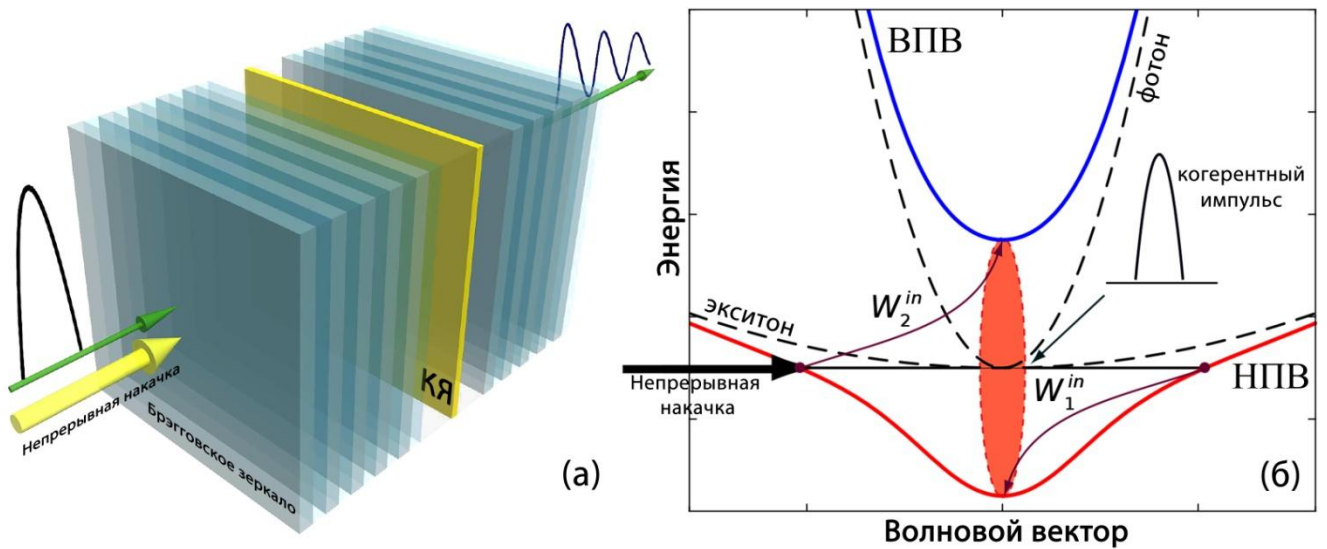 Непрерывная накачка
Брэгговское зеркало
КЯ
(а)
Энергия
ВПВ
фотон
когерентный
импульс
экситон
W₂ⁱⁿ
Непрерывная
накачка
W₁ⁱⁿ
НПВ
(б)
Волновой вектор